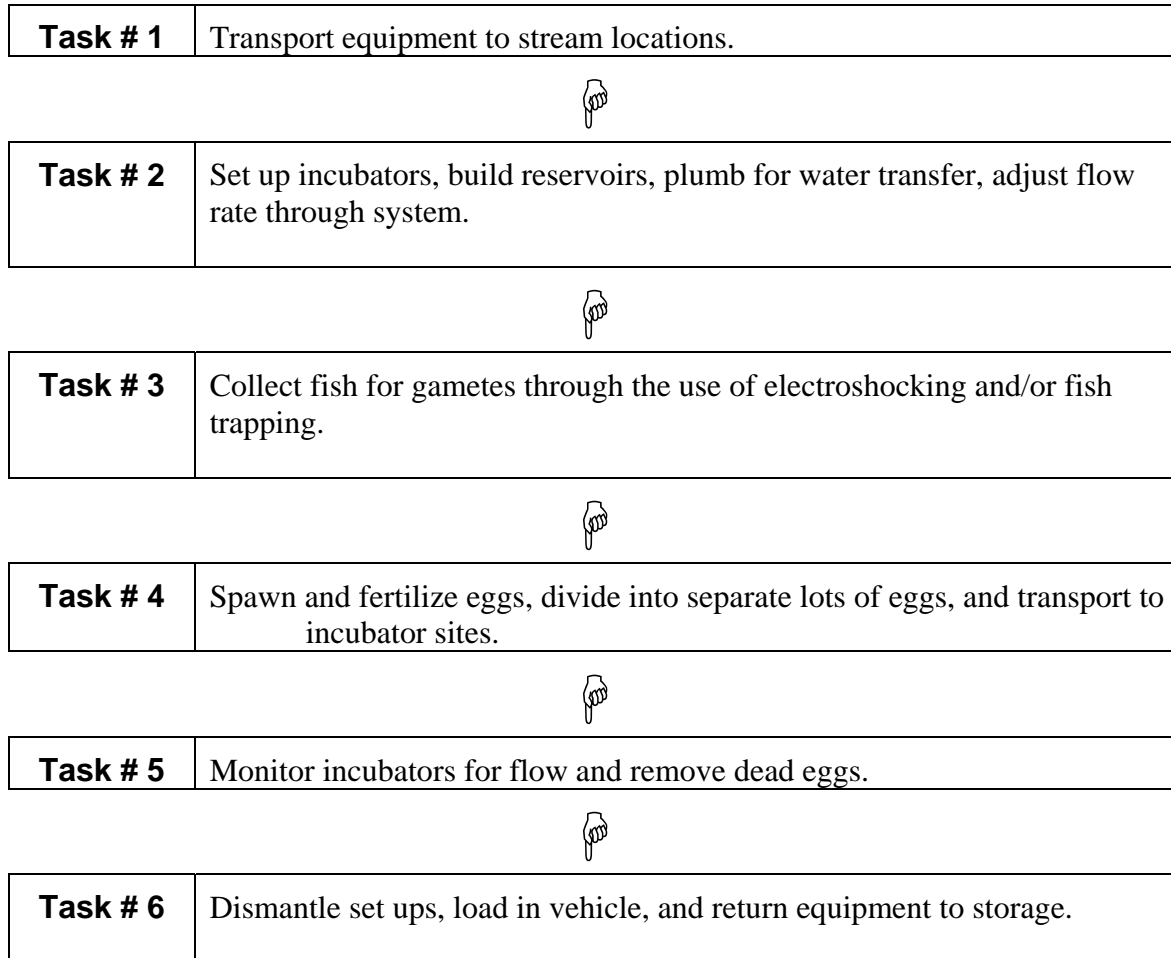 Task # 1 Transport equipment to stream locations.
Task # 2 Set up incubators, build reservoirs, plumb for water transfer, adjust flow
rate through system.
Task # 3 Collect fish for gametes through the use of electroshocking and/or fish
trapping.
Task # 4 Spawn and fertilize eggs, divide into separate lots of eggs, and transport to
incubator sites.
Task # 5 Monitor incubators for flow and remove dead eggs.
Task # 6 Dismantle set ups, load in vehicle, and return equipment to storage.